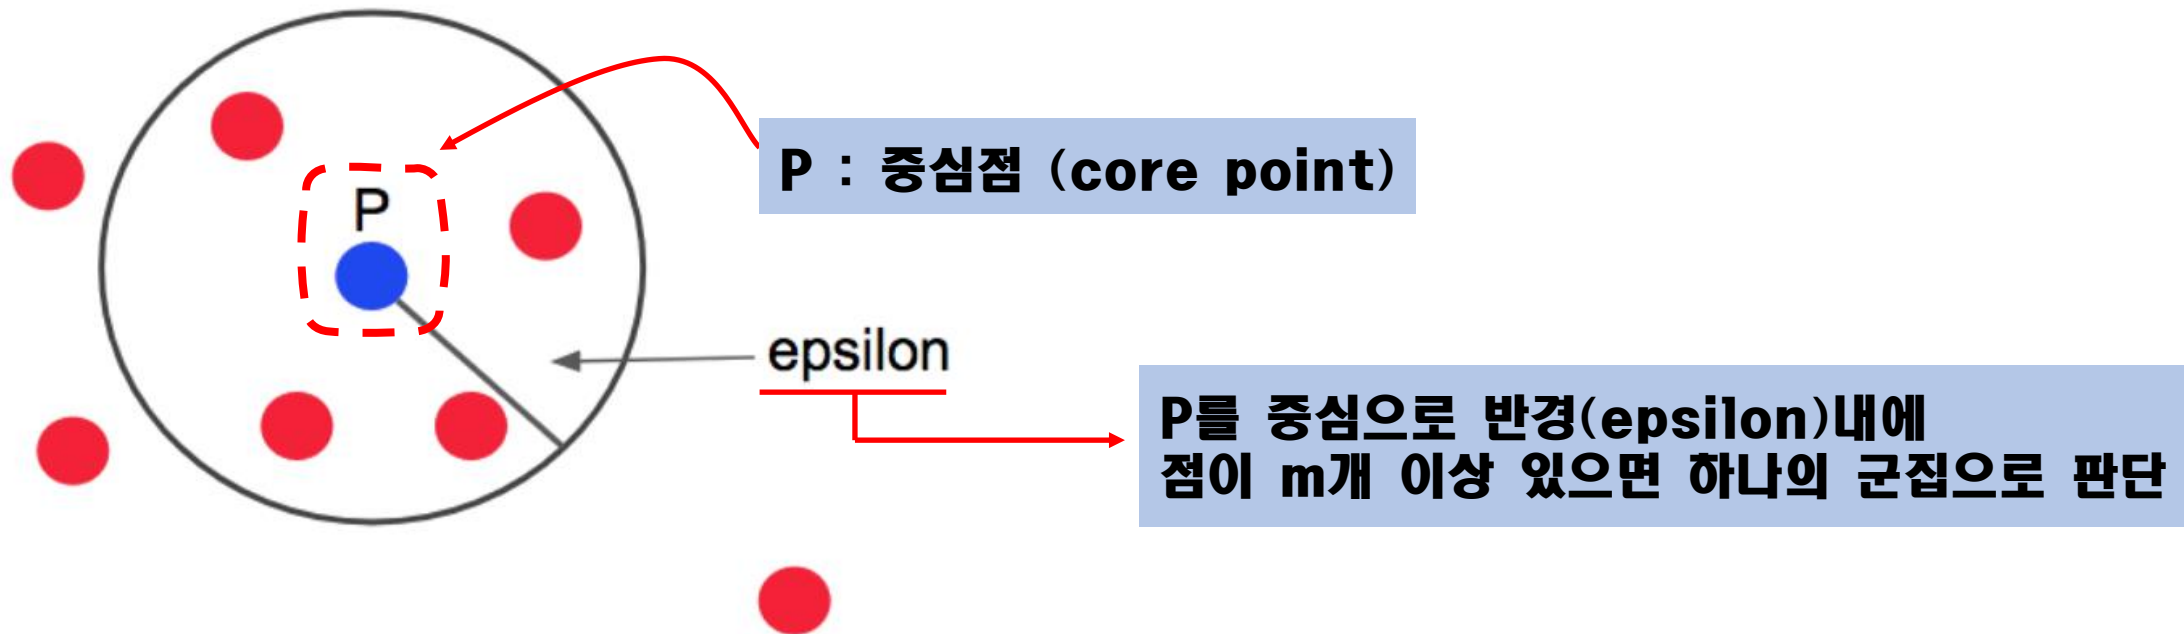 P
P : 중심점 (core point)
epsilon
P를 중심으로 반경(epsilon)내에
점이 m개 이상 있으면 하나의 군집으로 판단